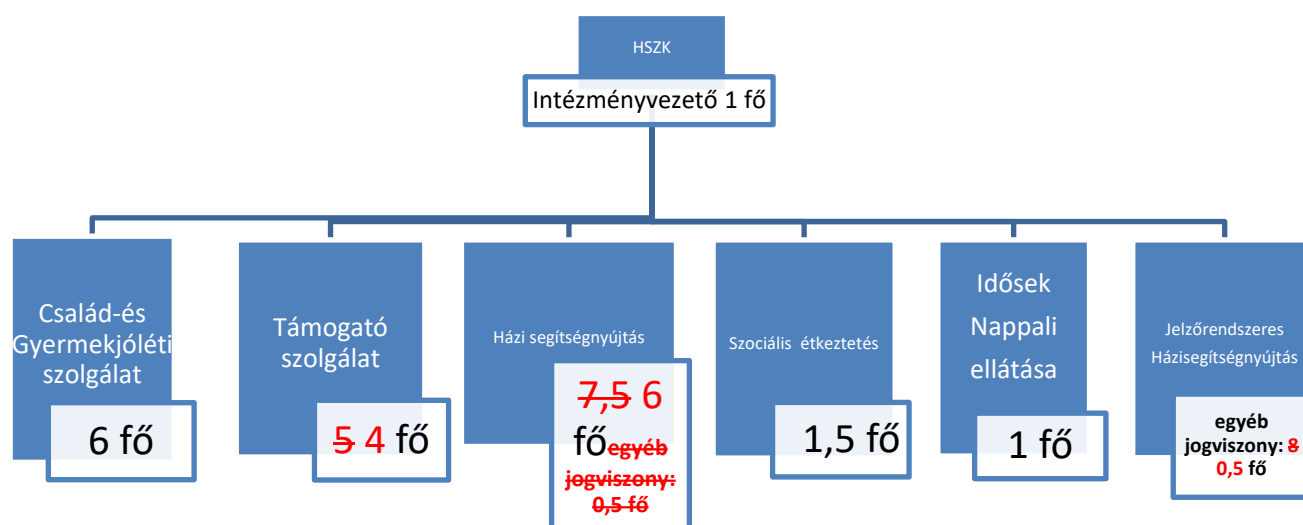 HSZK
Intézményvezető 1 fő
Család-és
Gyermekjóléti
szolgálat
6 fő
Támogató
szolgálat
5 4 fő
Házi segítségnyújtás
7,5 6
főegyéb
jogviszony:
0,5 fő
Szociális étkeztetés
1,5 fő
Idősek
Nappali
ellátása
1 fő
Jelzőrendszeres
Házisegítségnyújtás
egyéb
jogviszony: 8
0,5 fő